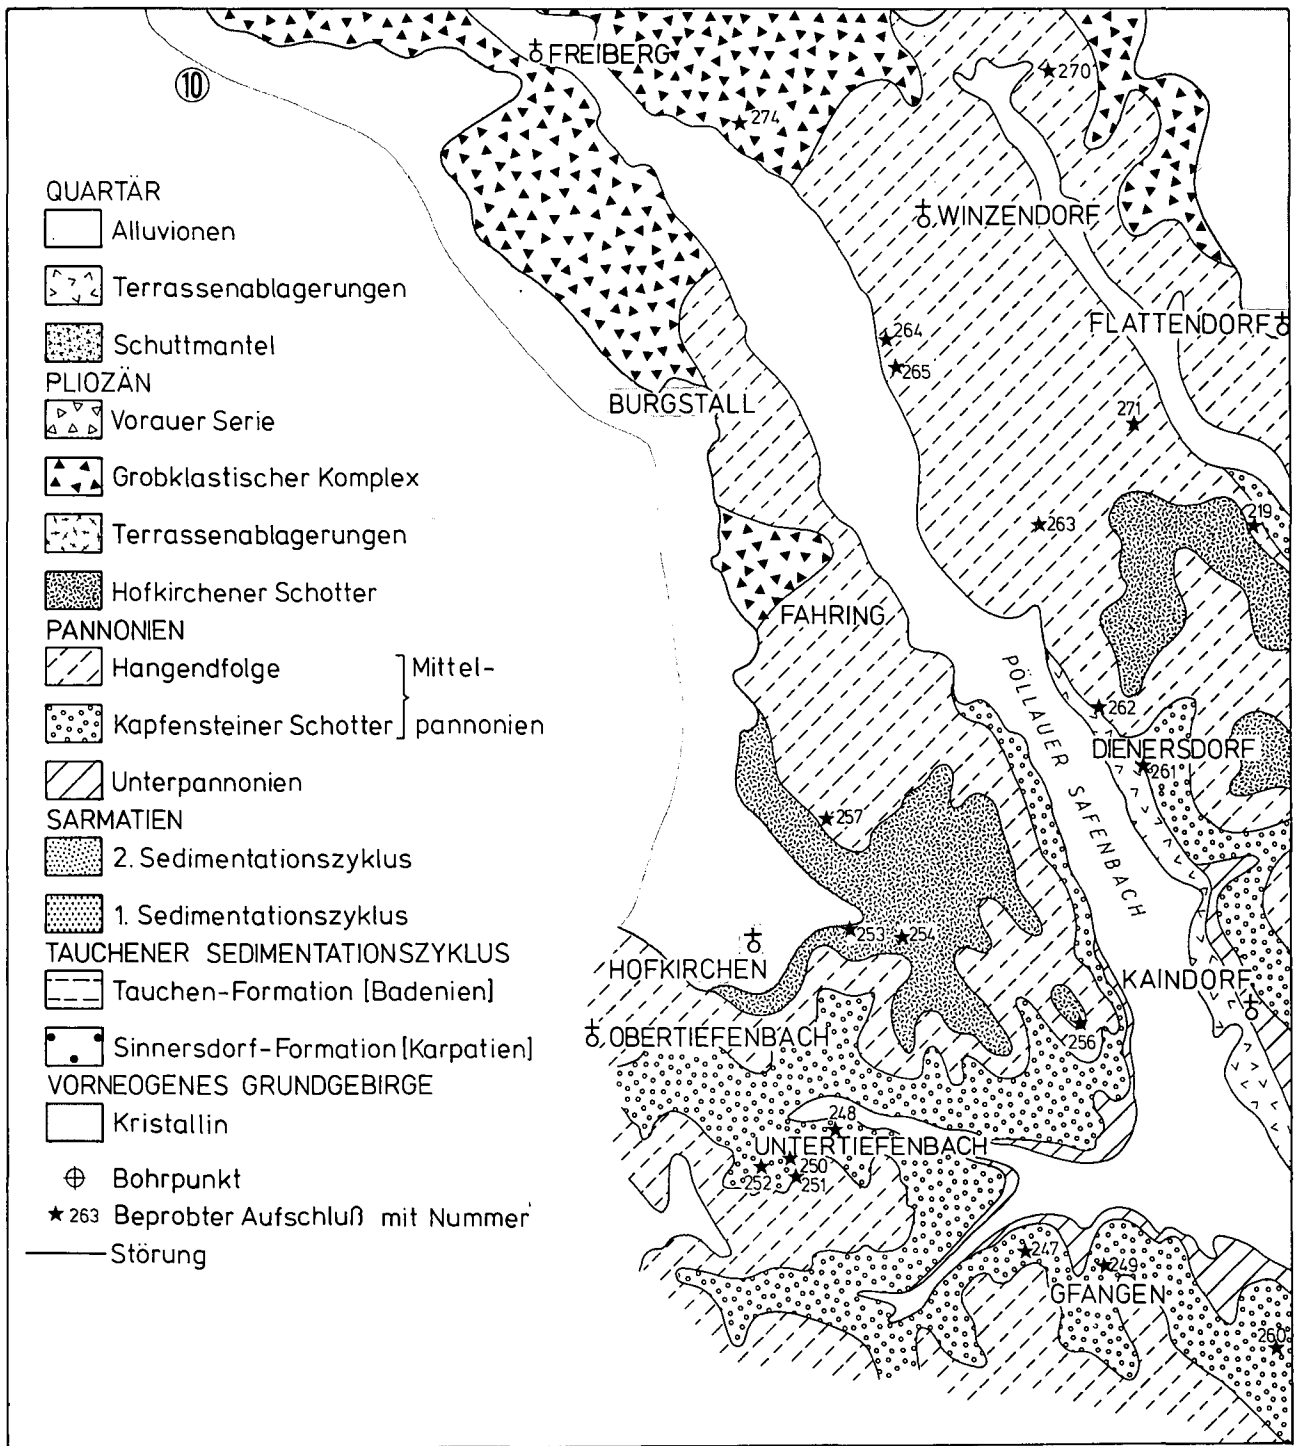 10
QUARTÄR
Alluvionen
Terrassenablagerungen
Schuttmantel
PLIOZÄN
Vorauer Serie
Grobklastischer Komplex
Terrassenablagerungen
Hofkirchener Schotter
PANNONIEN
Hangendfolge
Kapfensteiner Schotter
Mittel-
pannonien
Unterpannonien
SARMATIEN
2. Sedimentationszyklus
1. Sedimentationszyklus
TAUCHENER SEDIMENTATIONSZYKLUS
Tauchen-Formation [Badenien]
Sinnersdorf-Formation [Karpatien]
VORNEOGENES GRUNDGEBIRGE
Kristallin
Bohrpunkt
263 Beprobter Aufschluß mit Nummer
Störung
FREIBERG
270
274
WINZENDORF
FLATTENDORF
264
265
BURGSTALL
271
263
219
FAHRING
PÖLLAUER SAFENBACH
262
DIENERSDORF
261
257
253
254
HOFKIRCHEN
KAINDORF
OBERTIEFENBACH
256
248
UNTERTIEFENBACH
250
252
251
247
249
GFANGEN
260